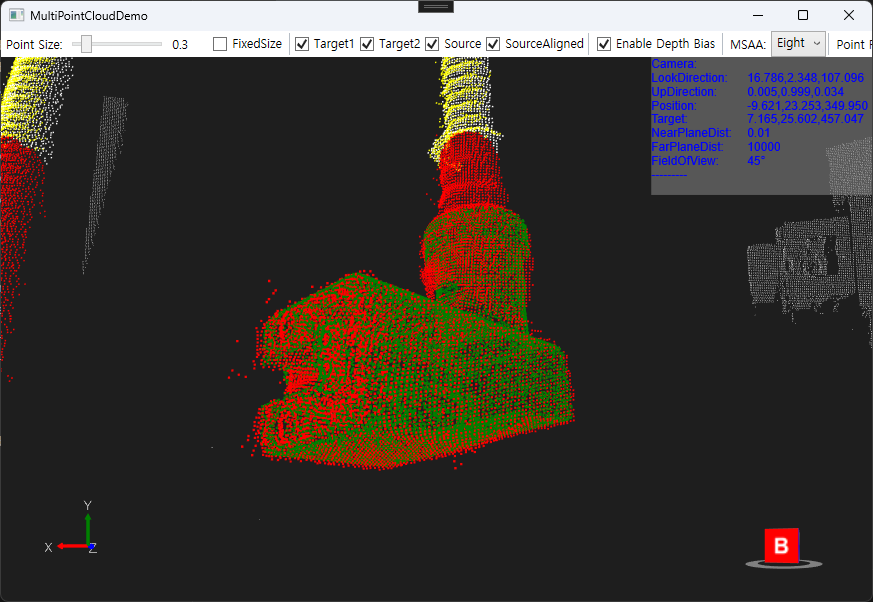 MultiPointCloudDemo
Point Size: 0.3 FixedSize Target1 Target2 Source SourceAligned Enable Depth Bias MSAA: Eight Point
Camera:
LookDirection: 16.786,2.348,107.096
UpDirection: 0.005,0.999,0.034
Position: -9.621,23.253,349.950
Target: 7.165,25.602,457.047
NearPlaneDist: 0.01
FarPlaneDist: 10000
FieldOfView: 45°
---------
Y
X Z
B